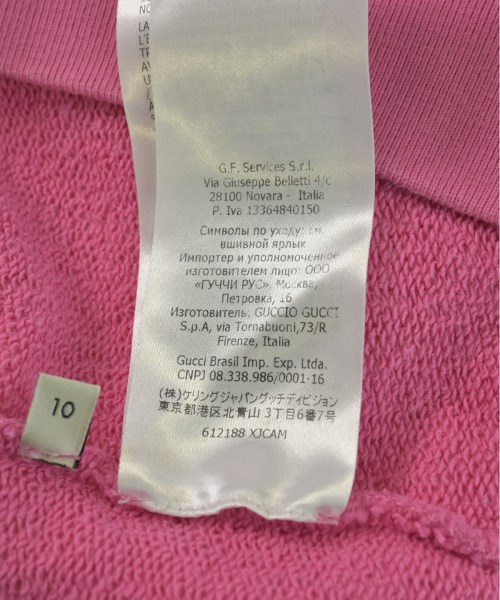 NO
LA
L'E
TR
AV
U
G.F. Services S.r.l.
Via Giuseppe Belletti 4/c
28100 Novara - Italia
P. Iva 13364840150
Символы по уходу: см.
вшивной ярлык
Импортер и уполномоченное
изготовителем лицо: ООО
«ГУЧЧИ РУС». Москва,
Петровка, 16
Изготовитель: GUCCIO GUCCI
S.p.A, via Tornabuoni,73/R
Firenze, Italia
Gucci Brasil Imp. Exp. Ltda.
CNPJ 08.338.986/0001-16
(株)ケリングジャパングッチディビジョン
東京都港区北青山 3丁目6番7号
612188 XJCAM
10